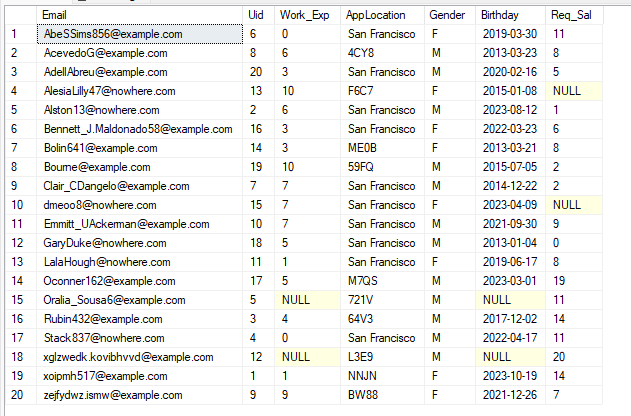 Email Uid Work_Exp AppLocation Gender Birthday Req_Sal
1 AbeSSims856@example.com 6 0 San Francisco F 2019-03-30 11
2 AcevedoG@example.com 8 6 4CY8 M 2013-03-23 8
3 AdellAbreu@example.com 20 3 San Francisco M 2020-02-16 5
4 AlesiaLilly47@nowhere.com 13 10 F6C7 F 2015-01-08 NULL
5 Alston13@nowhere.com 2 6 San Francisco M 2023-08-12 1
6 Bennett_J.Maldonado58@example.com 16 3 San Francisco F 2022-03-23 6
7 Bolin641@example.com 14 3 ME0B F 2013-03-21 8
8 Bourne@example.com 19 10 59FQ M 2015-07-05 2
9 Clair_CDangelo@example.com 7 7 San Francisco M 2014-12-22 2
10 dmeoo8@nowhere.com 15 7 San Francisco F 2023-04-09 NULL
11 Emmitt_UAckerman@example.com 10 7 San Francisco M 2021-09-30 9
12 GaryDuke@nowhere.com 18 5 San Francisco M 2013-01-04 0
13 LalaHough@nowhere.com 11 1 San Francisco F 2019-06-17 8
14 Oconner162@example.com 17 5 M7QS M 2023-03-01 19
15 Oralia_Sousa6@example.com 5 NULL 721V M NULL 11
16 Rubin432@example.com 3 4 64V3 M 2017-12-02 14
17 Stack837@nowhere.com 4 0 San Francisco M 2022-04-17 11
18 xglzwedk.kovibhvvd@example.com 12 NULL L3E9 M NULL 20
19 xoipmh517@example.com 1 1 NNJN F 2023-10-19 14
20 zejfydwz.ismw@example.com 9 9 BW88 F 2021-12-26 7